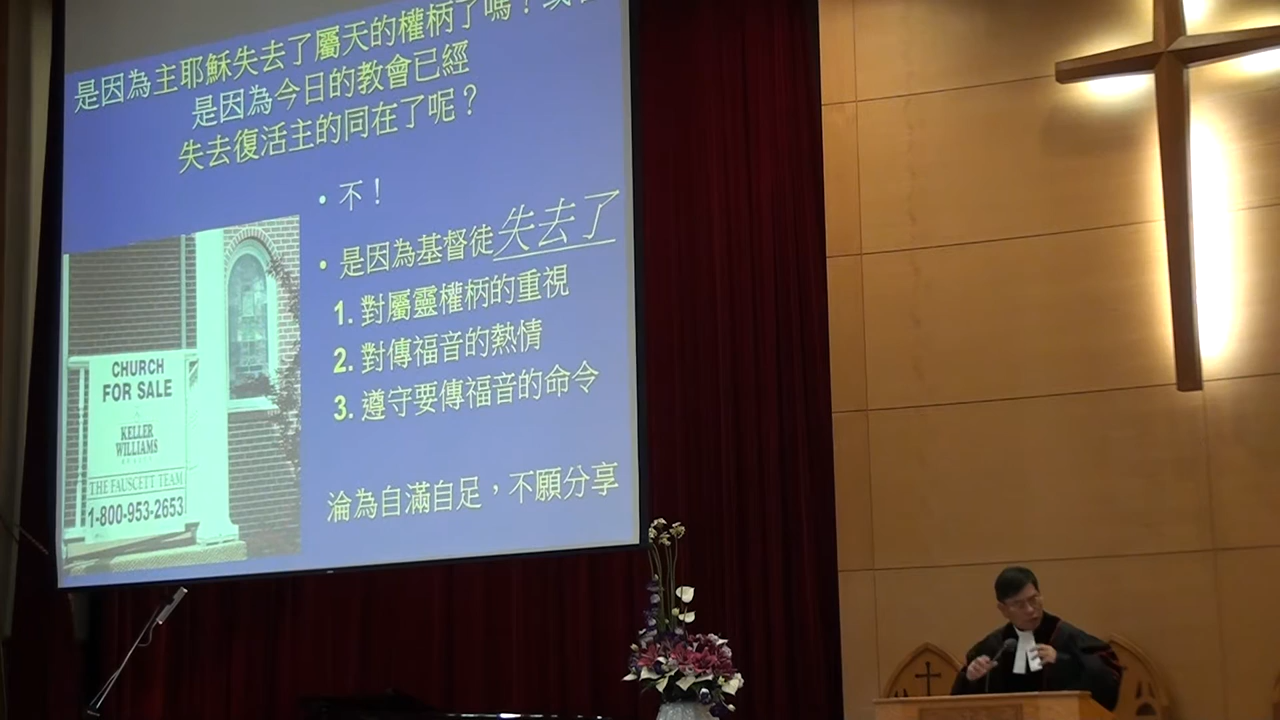 是因為主耶穌失去了屬天的權柄了嗎？或者
是因為今日的教會已經
失去復活主的同在了呢？
• 不！
• 是因為基督徒失去了
1. 對屬靈權柄的重視
2. 對傳福音的熱情
3. 遵守要傳福音的命令
淪為自滿自足，不願分享
CHURCH
FOR SALE
KELLER
WILLIAMS
REALTY
THE FAUSCETT TEAM
1-800-953-2653